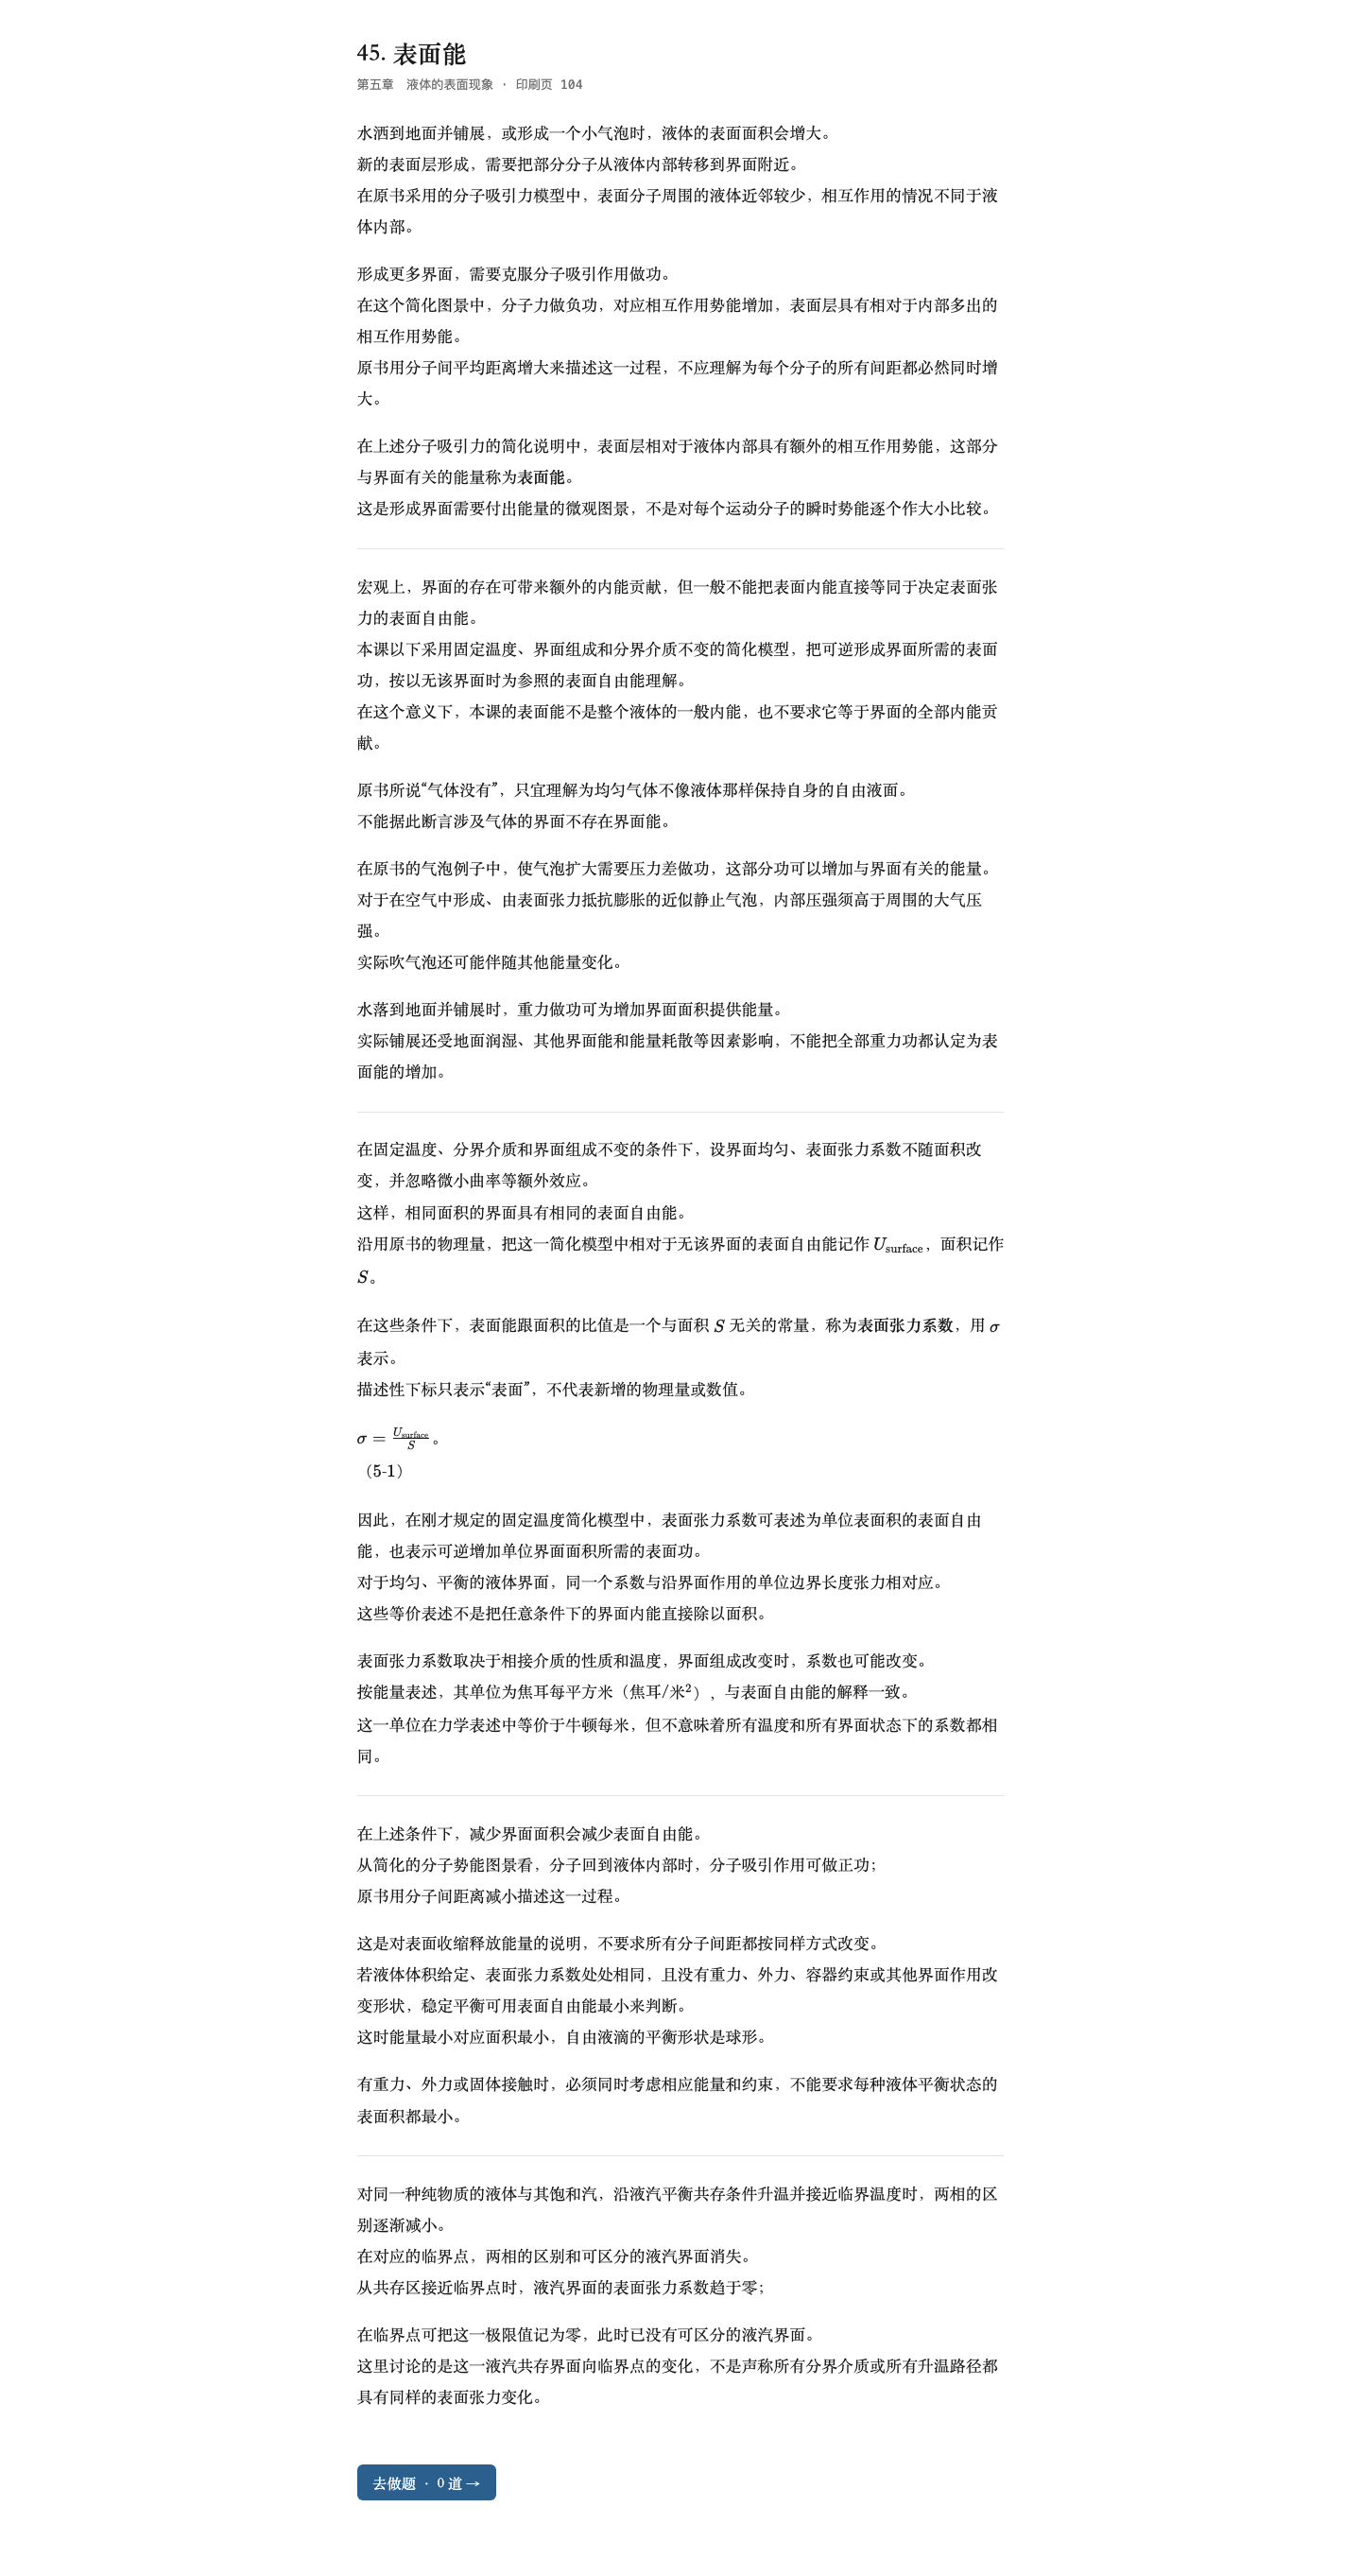 45. 表面能
第五章　液体的表面现象 · 印刷页 104
水洒到地面并铺展，或形成一个小气泡时，液体的表面面积会增大。
新的表面层形成，需要把部分分子从液体内部转移到界面附近。
在原书采用的分子吸引力模型中，表面分子周围的液体近邻较少，相互作用的情况不同于液
体内部。
形成更多界面，需要克服分子吸引作用做功。
在这个简化图景中，分子力做负功，对应相互作用势能增加，表面层具有相对于内部多出的
相互作用势能。
原书用分子间平均距离增大来描述这一过程，不应理解为每个分子的所有间距都必然同时增
大。
在上述分子吸引力的简化说明中，表面层相对于液体内部具有额外的相互作用势能，这部分
与界面有关的能量称为表面能。
这是形成界面需要付出能量的微观图景，不是对每个运动分子的瞬时势能逐个作大小比较。
宏观上，界面的存在可带来额外的内能贡献，但一般不能把表面内能直接等同于决定表面张
力的表面自由能。
本课以下采用固定温度、界面组成和分界介质不变的简化模型，把可逆形成界面所需的表面
功，按以无该界面时为参照的表面自由能理解。
在这个意义下，本课的表面能不是整个液体的一般内能，也不要求它等于界面的全部内能贡
献。
原书所说“气体没有”，只宜理解为均匀气体不像液体那样保持自身的自由液面。
不能据此断言涉及气体的界面不存在界面能。
在原书的气泡例子中，使气泡扩大需要压力差做功，这部分功可以增加与界面有关的能量。
对于在空气中形成、由表面张力抵抗膨胀的近似静止气泡，内部压强须高于周围的大气压
强。
实际吹气泡还可能伴随其他能量变化。
水落到地面并铺展时，重力做功可为增加界面面积提供能量。
实际铺展还受地面润湿、其他界面能和能量耗散等因素影响，不能把全部重力功都认定为表
面能的增加。
在固定温度、分界介质和界面组成不变的条件下，设界面均匀、表面张力系数不随面积改
变，并忽略微小曲率等额外效应。
这样，相同面积的界面具有相同的表面自由能。
沿用原书的物理量，把这一简化模型中相对于无该界面的表面自由能记作 U_surface，面积记作
S。
在这些条件下，表面能跟面积的比值是一个与面积 S 无关的常量，称为表面张力系数，用 σ
表示。
描述性下标只表示“表面”，不代表新增的物理量或数值。
σ = U_surface/S。
（5-1）
因此，在刚才规定的固定温度简化模型中，表面张力系数可表述为单位表面积的表面自由
能，也表示可逆增加单位界面面积所需的表面功。
对于均匀、平衡的液体界面，同一个系数与沿界面作用的单位边界长度张力相对应。
这些等价表述不是把任意条件下的界面内能直接除以面积。
表面张力系数取决于相接介质的性质和温度，界面组成改变时，系数也可能改变。
按能量表述，其单位为焦耳每平方米（焦耳/米²），与表面自由能的解释一致。
这一单位在力学表述中等价于牛顿每米，但不意味着所有温度和所有界面状态下的系数都相
同。
在上述条件下，减少界面面积会减少表面自由能。
从简化的分子势能图景看，分子回到液体内部时，分子吸引作用可做正功；
原书用分子间距离减小描述这一过程。
这是对表面收缩释放能量的说明，不要求所有分子间距都按同样方式改变。
若液体体积给定、表面张力系数处处相同，且没有重力、外力、容器约束或其他界面作用改
变形状，稳定平衡可用表面自由能最小来判断。
这时能量最小对应面积最小，自由液滴的平衡形状是球形。
有重力、外力或固体接触时，必须同时考虑相应能量和约束，不能要求每种液体平衡状态的
表面积都最小。
对同一种纯物质的液体与其饱和汽，沿液汽平衡共存条件升温并接近临界温度时，两相的区
别逐渐减小。
在对应的临界点，两相的区别和可区分的液汽界面消失。
从共存区接近临界点时，液汽界面的表面张力系数趋于零；
在临界点可把这一极限值记为零，此时已没有可区分的液汽界面。
这里讨论的是这一液汽共存界面向临界点的变化，不是声称所有分界介质或所有升温路径都
具有同样的表面张力变化。
去做题 · 0 道 →